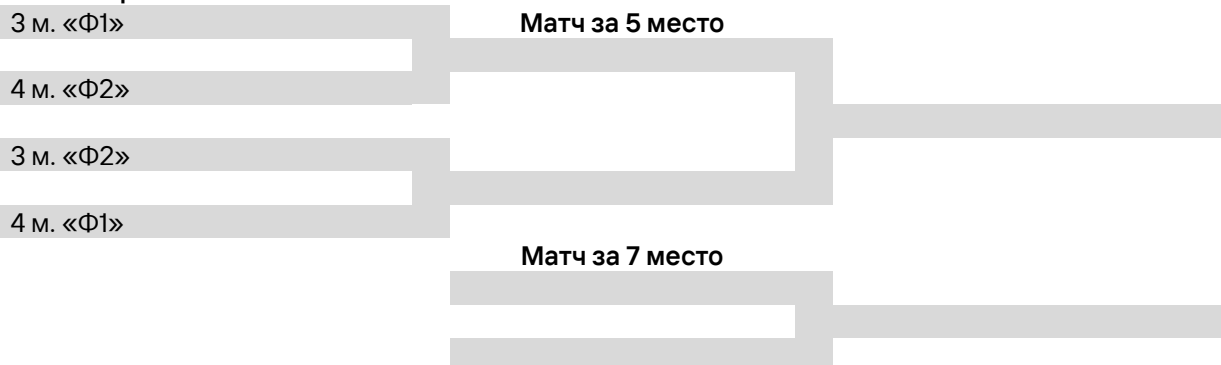 3 м. «Ф1»
Матч за 5 место
4 м. «Ф2»
3 м. «Ф2»
4 м. «Ф1»
Матч за 7 место